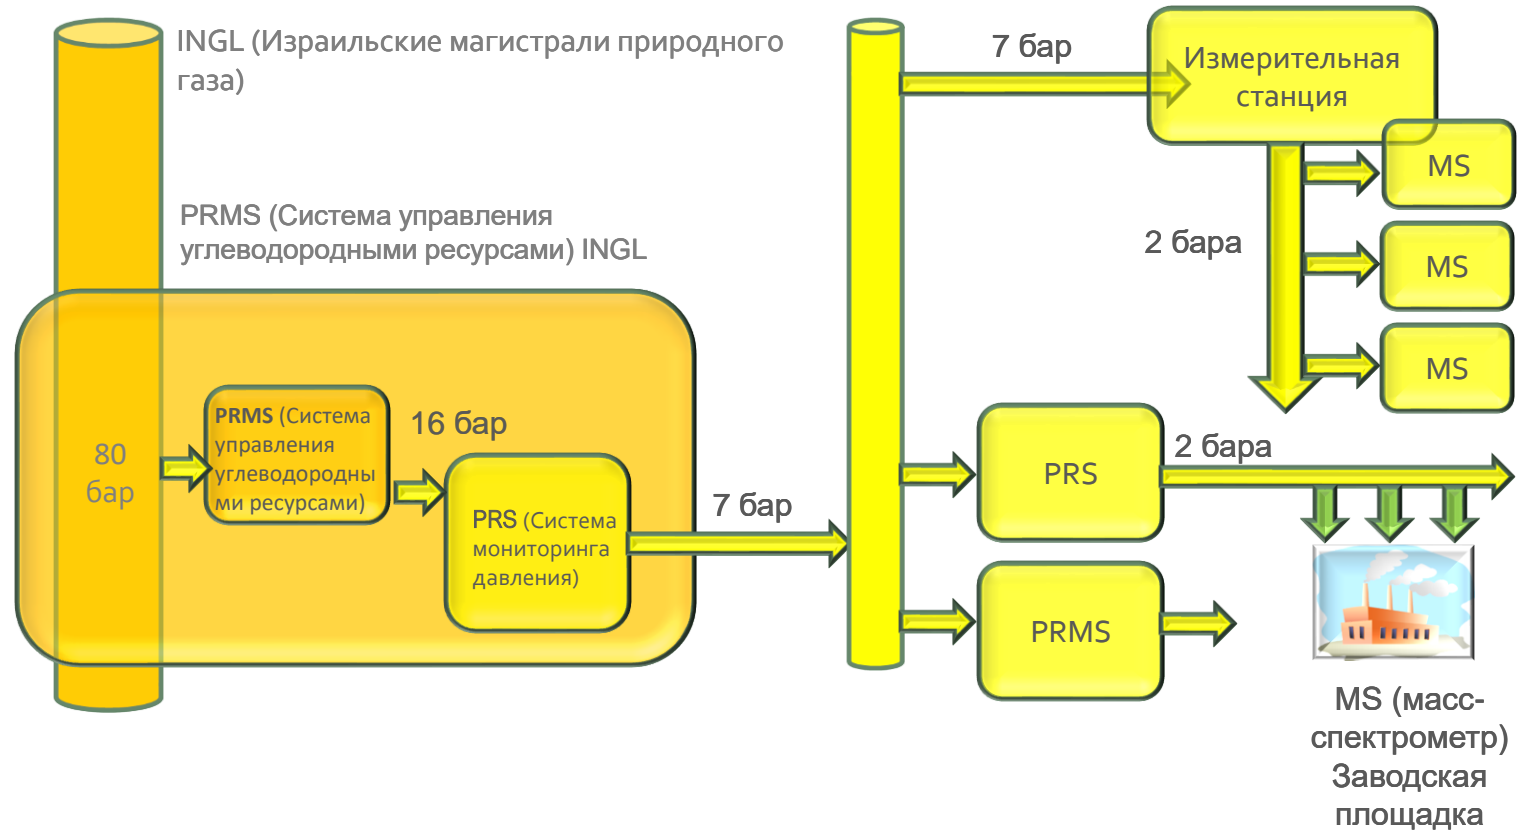 INGL (Израильские магистрали природного
газа)
PRMS (Система управления
углеводородными ресурсами) INGL
80
бар
PRMS (Система
управления
углеводородны
ми ресурсами)
16 бар
PRS (Система
мониторинга
давления)
7 бар
7 бар
Измерительная
станция
MS
MS
MS
2 бара
PRS
2 бара
PRMS
MS (масс-
спектрометр)
Заводская
площадка